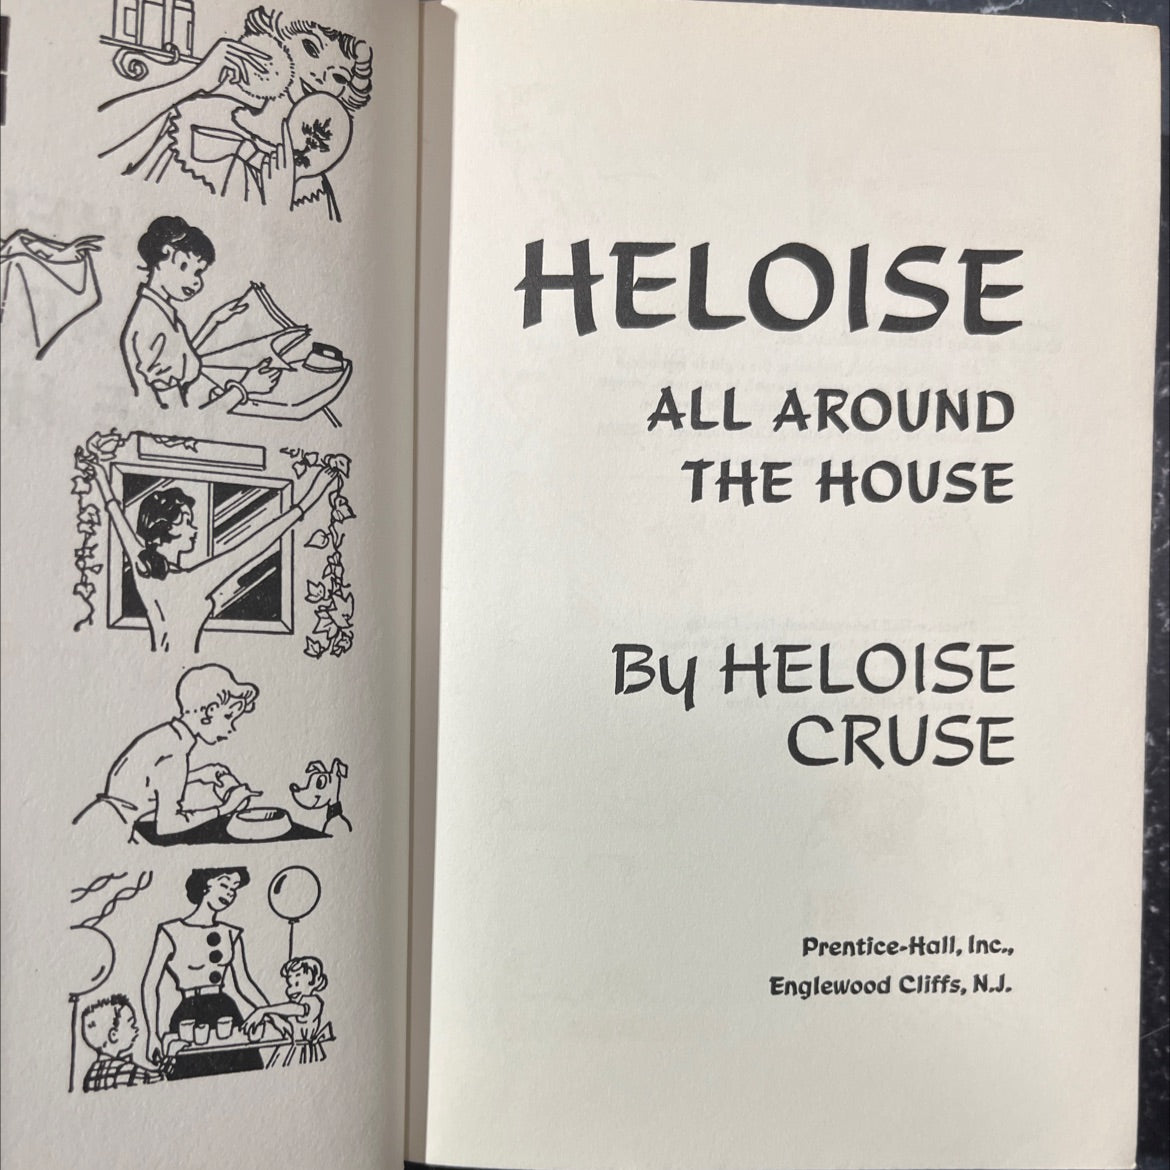 HELOISE
ALL AROUND
THE HOUSE
By HELOISE
CRUSE
Prentice-Hall, Inc.,
Englewood Cliffs, N.J.